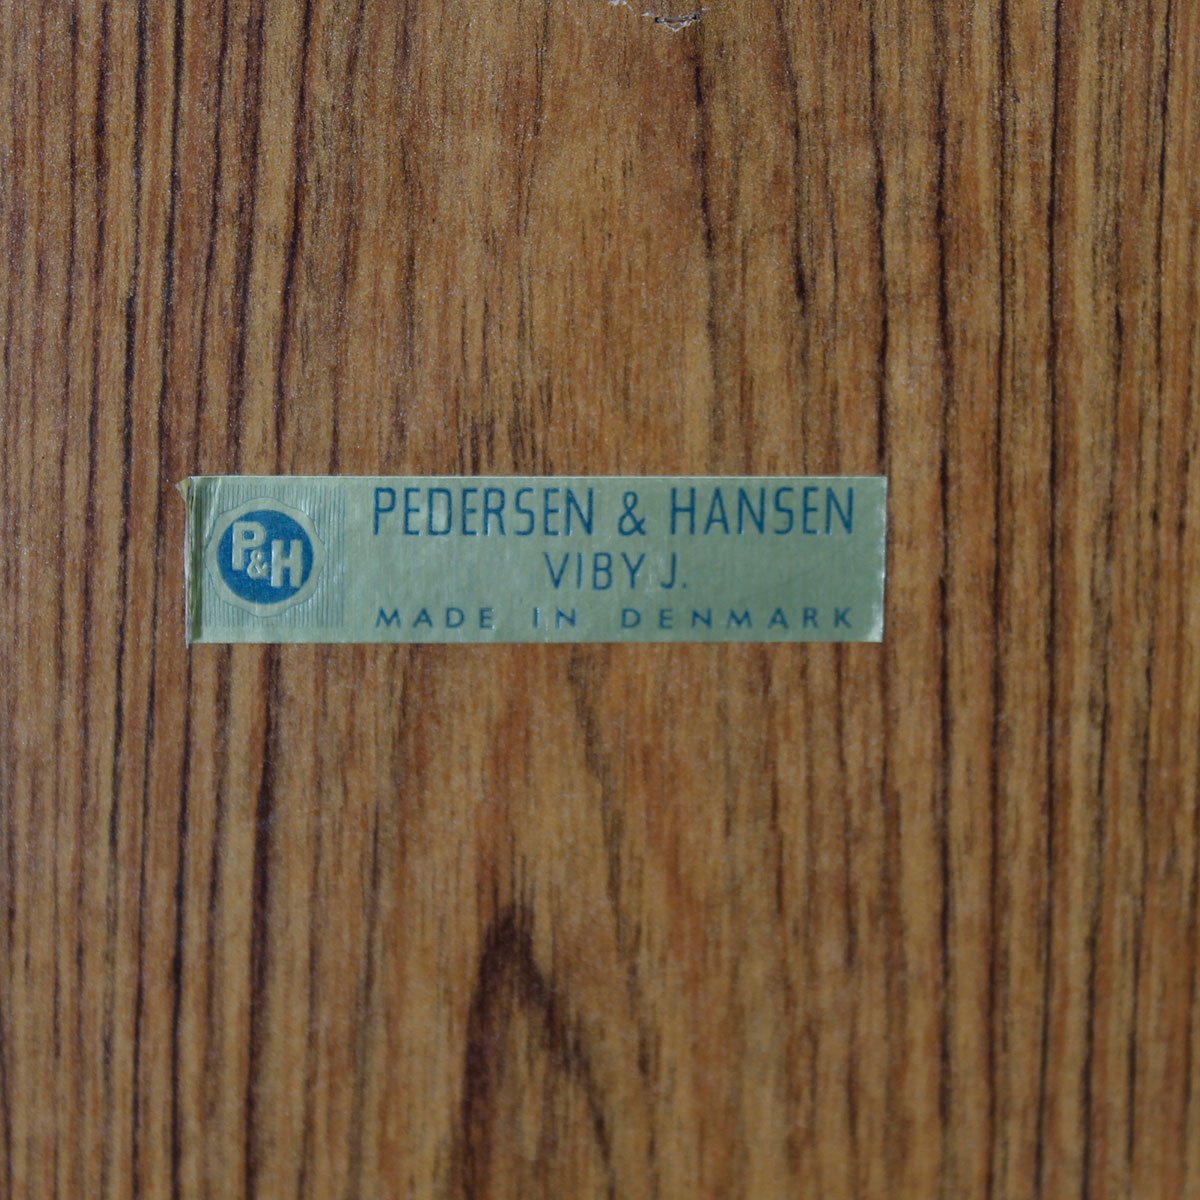 P&H
PEDERSEN & HANSEN
VIBY J.
MADE IN DENMARK